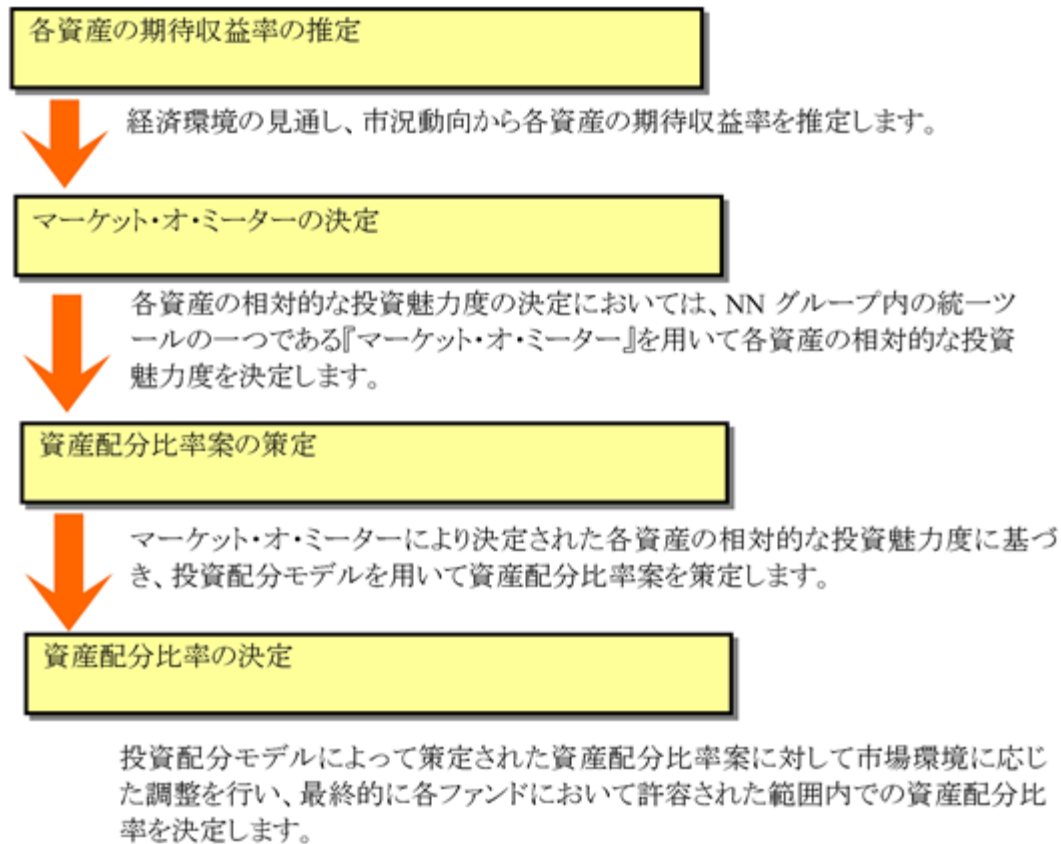 各資産の期待収益率の推定
経済環境の見通し、市況動向から各資産の期待収益率を推定します。
マーケット・オ・ミーターの決定
各資産の相対的な投資魅力度の決定においては、NN グループ内の統一ツ
ールの一つである『マーケット・オ・ミーター』を用いて各資産の相対的な投資
魅力度を決定します。
資産配分比率案の策定
マーケット・オ・ミーターにより決定された各資産の相対的な投資魅力度に基づ
き、投資配分モデルを用いて資産配分比率案を策定します。
資産配分比率の決定
投資配分モデルによって策定された資産配分比率案に対して市場環境に応じ
た調整を行い、最終的に各ファンドにおいて許容された範囲内での資産配分比
率を決定します。